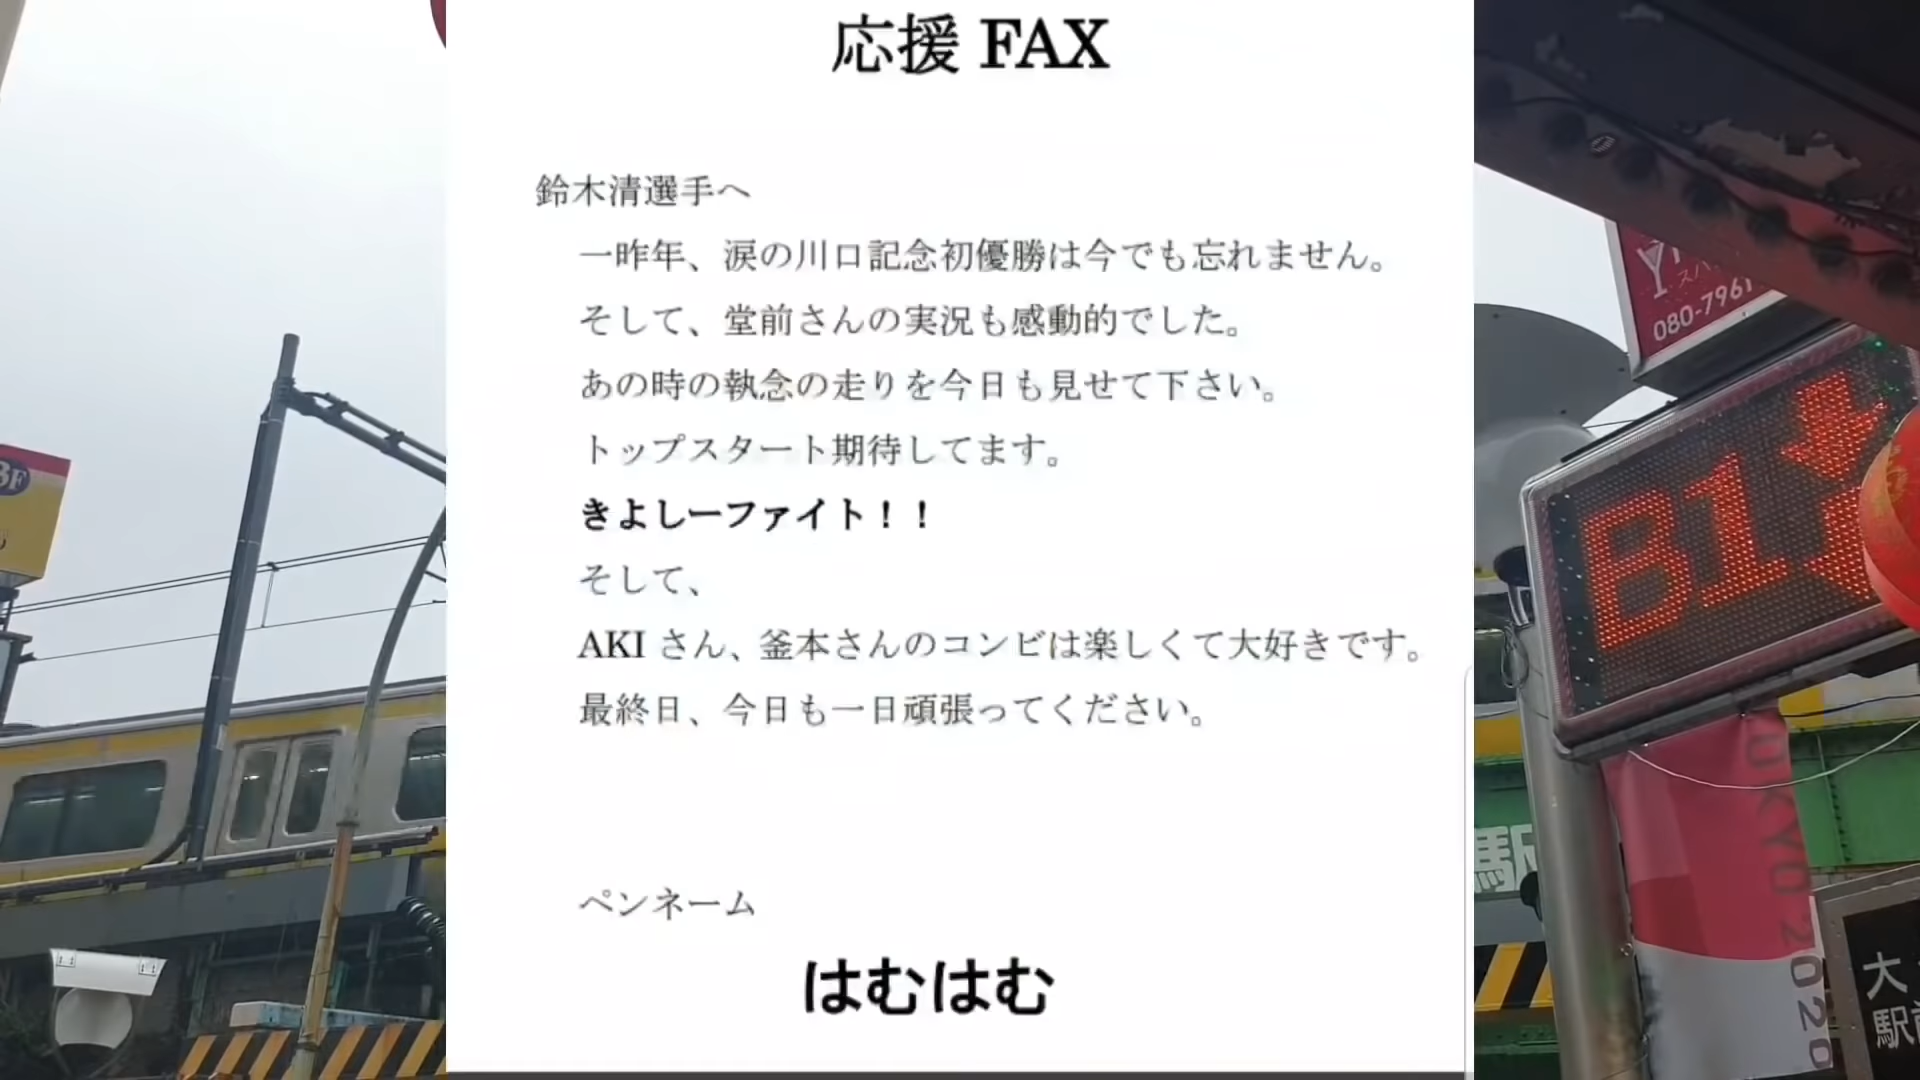 応援 FAX
鈴木清選手へ
一昨年、涙の川口記念初優勝は今でも忘れません。
そして、堂前さんの実況も感動的でした。
あの時の執念の走りを今日も見せて下さい。
トップスタート期待してます。
きよしーファイト！！
そして、
AKI さん、釜本さんのコンビは楽しくて大好きです。
最終日、今日も一日頑張ってください。
ペンネーム
はむはむ
BF
080-7961
B1
駅
2020
大
駅前